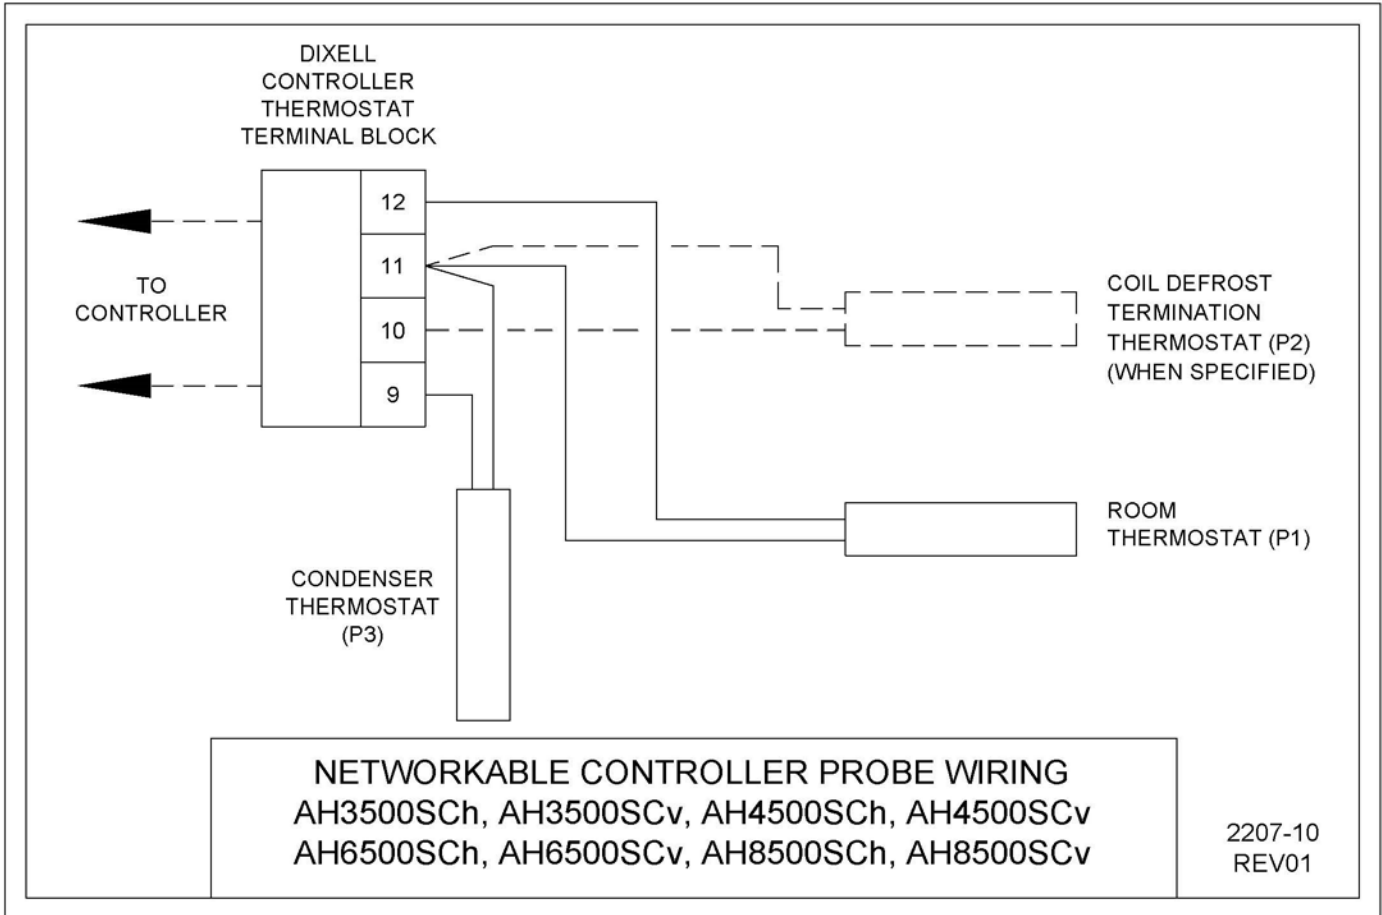 DIXELL
CONTROLLER
THERMOSTAT
TERMINAL BLOCK
12
11
10
9
TO
CONTROLLER
COIL DEFROST
TERMINATION
THERMOSTAT (P2)
(WHEN SPECIFIED)
ROOM
THERMOSTAT (P1)
CONDENSER
THERMOSTAT
(P3)
NETWORKABLE CONTROLLER PROBE WIRING
AH3500SCh, AH3500SCv, AH4500SCh, AH4500SCv
AH6500SCh, AH6500SCv, AH8500SCh, AH8500SCv
2207-10
REV01